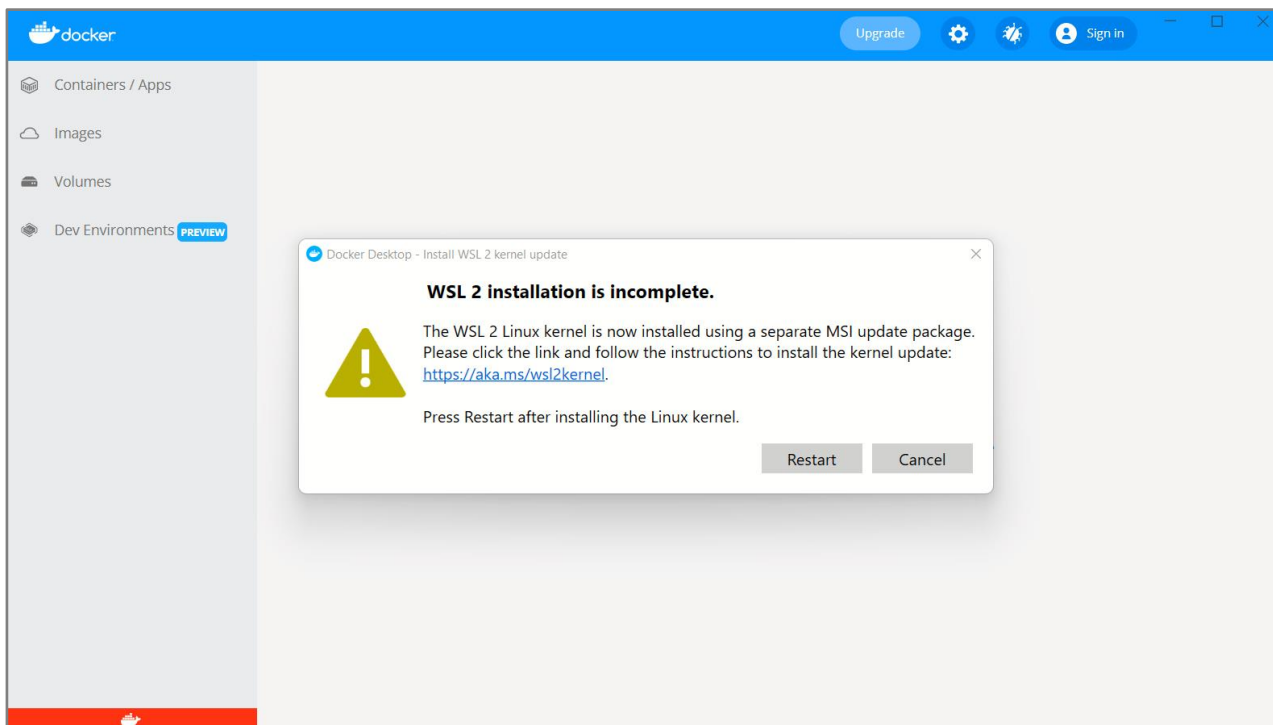 docker
Upgrade
Sign in
Containers / Apps
Images
Volumes
Dev Environments PREVIEW
Docker Desktop - Install WSL 2 kernel update
WSL 2 installation is incomplete.
The WSL 2 Linux kernel is now installed using a separate MSI update package.
Please click the link and follow the instructions to install the kernel update:
https://aka.ms/wsl2kernel.
Press Restart after installing the Linux kernel.
Restart
Cancel